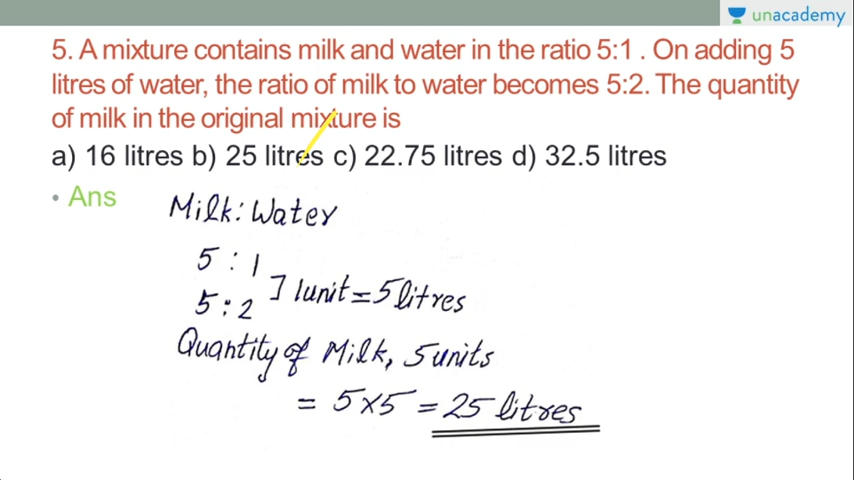 unacademy
5. A mixture contains milk and water in the ratio 5:1 . On adding 5
litres of water, the ratio of milk to water becomes 5:2. The quantity
of milk in the original mixture is
a) 16 litres b) 25 litres c) 22.75 litres d) 32.5 litres
• Ans
Milk: Water
5 : 1
] 1unit = 5 litres
5 : 2
Quantity of Milk, 5 units
= 5×5 = 25 litres